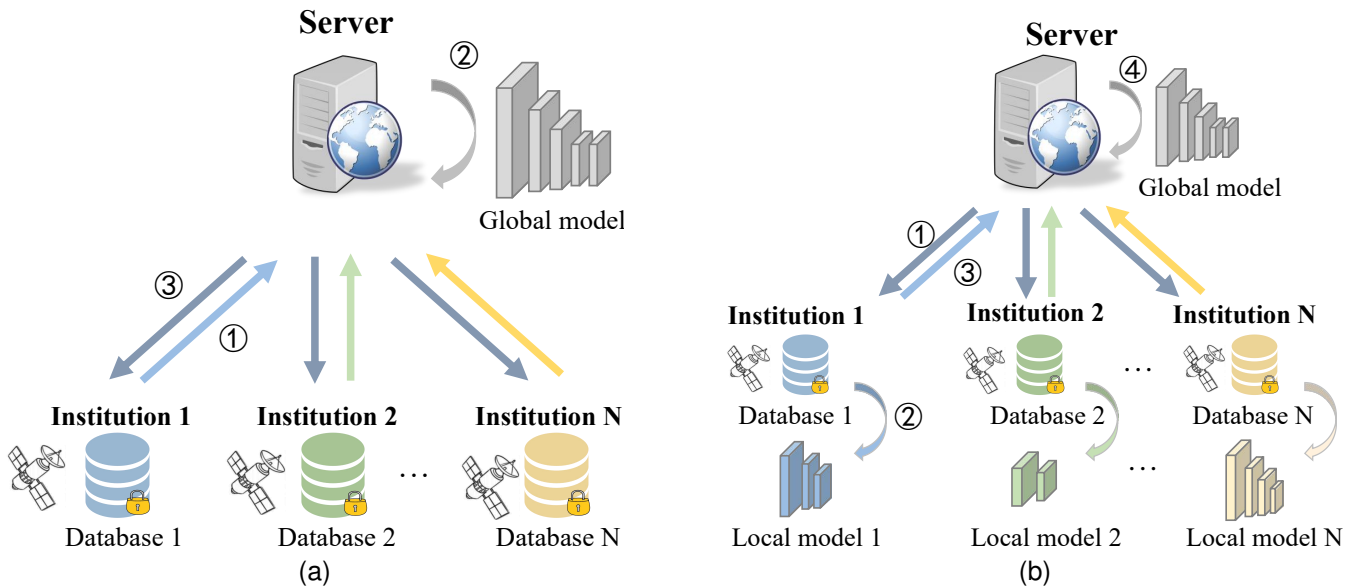 Server
②
Global model
③
①
Institution 1 Institution 2 Institution N
...
Database 1 Database 2 Database N
(a)
Server
④
Global model
①
③
Institution 1 Institution 2 Institution N
...
Database 1 Database 2 Database N
②
...
Local model 1 Local model 2 Local model N
(b)